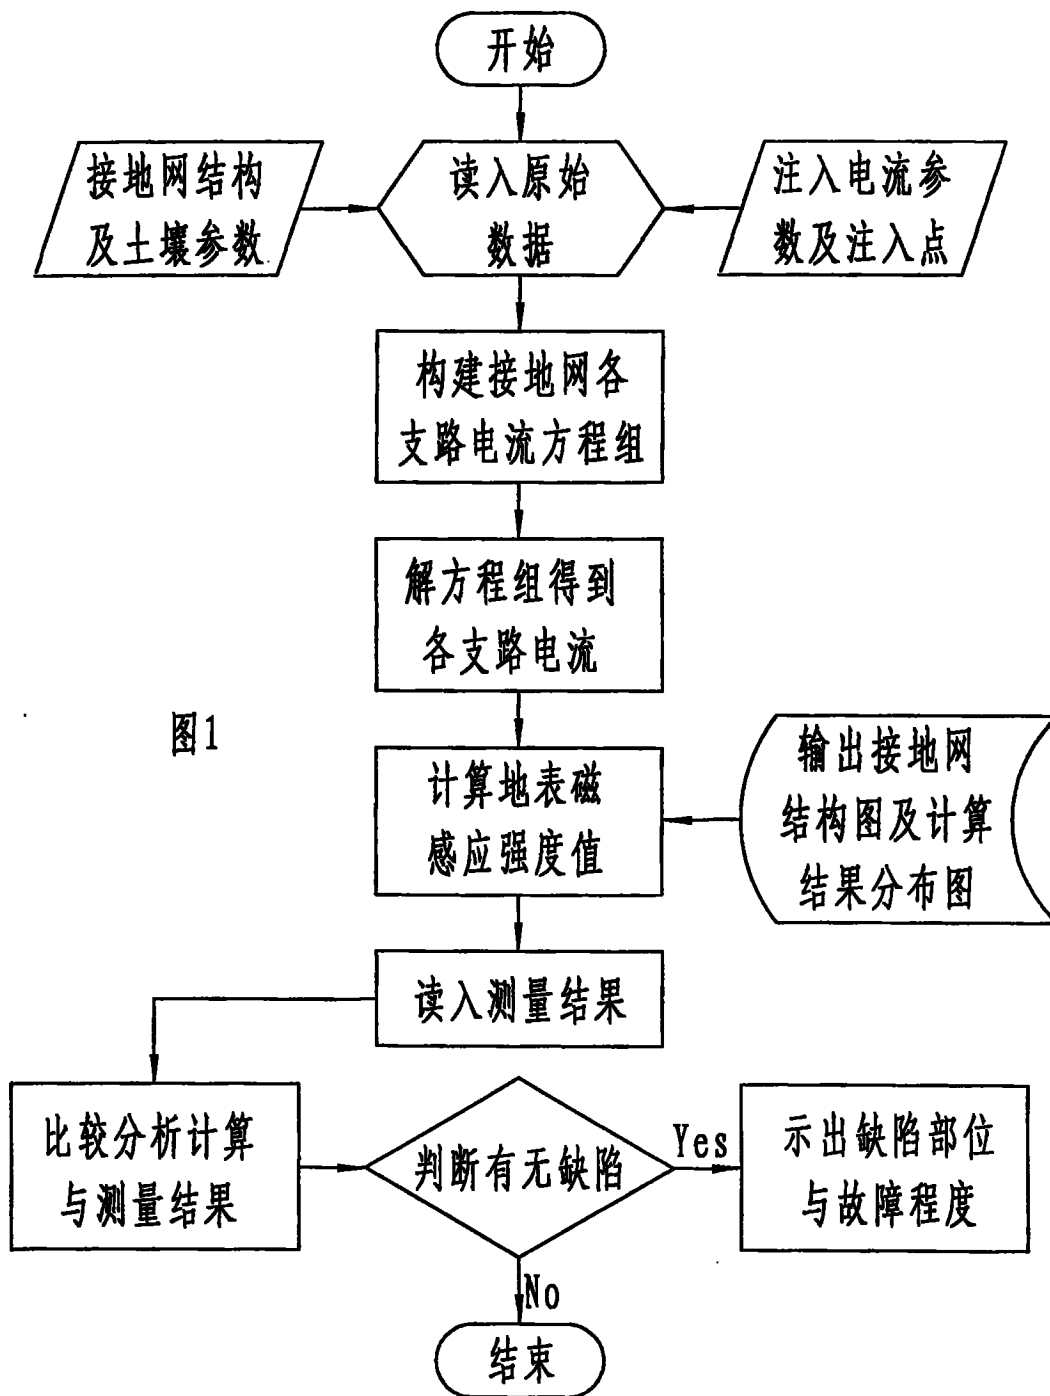 开始
接地网结构
及土壤参数
读入原始
数据
注入电流参
数及注入点
构建接地网各
支路电流方程组
解方程组得到
各支路电流
图1
计算地表磁
感应强度值
输出接地网
结构图及计算
结果分布图
读入测量结果
比较分析计算
与测量结果
判断有无缺陷
Yes
示出缺陷部位
与故障程度
No
结束